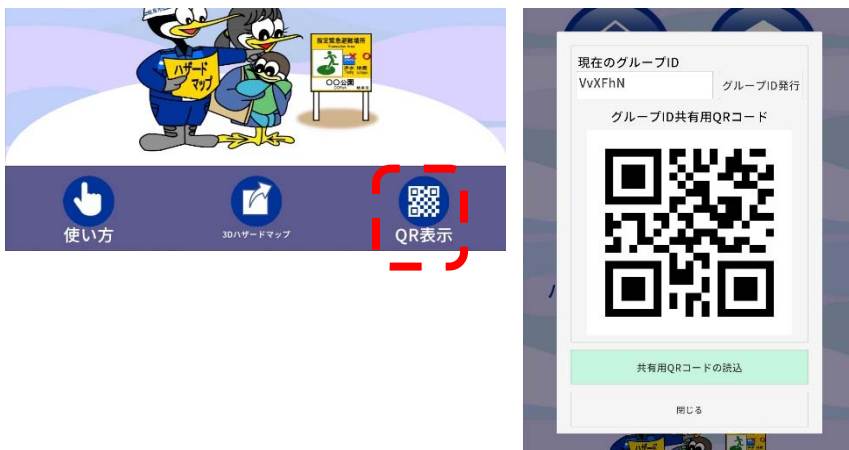 指定緊急避難場所
ハザード
マップ
〇〇公園
使い方
3Dハザードマップ
QR表示
現在のグループID
VvXFhN
グループID発行
グループID共有用QRコード
共有用QRコードの読込
閉じる